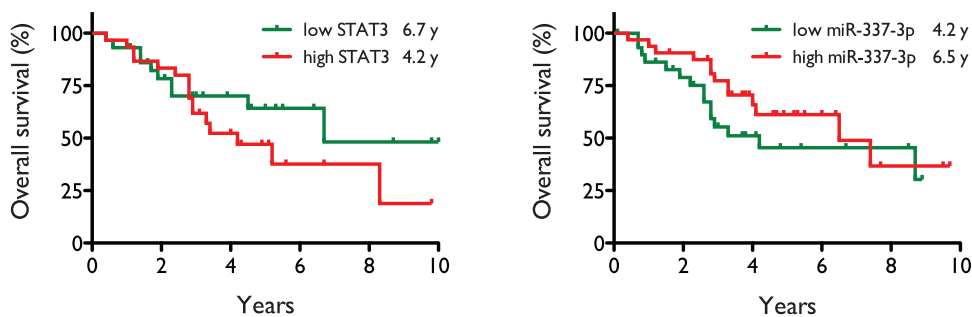 low STAT3 6.7 y
high STAT3 4.2 y
Overall survival (%)
100
75
50
25
0
0 2 4 6 8 10
Years
low miR-337-3p 4.2 y
high miR-337-3p 6.5 y
Overall survival (%)
100
75
50
25
0
0 2 4 6 8 10
Years